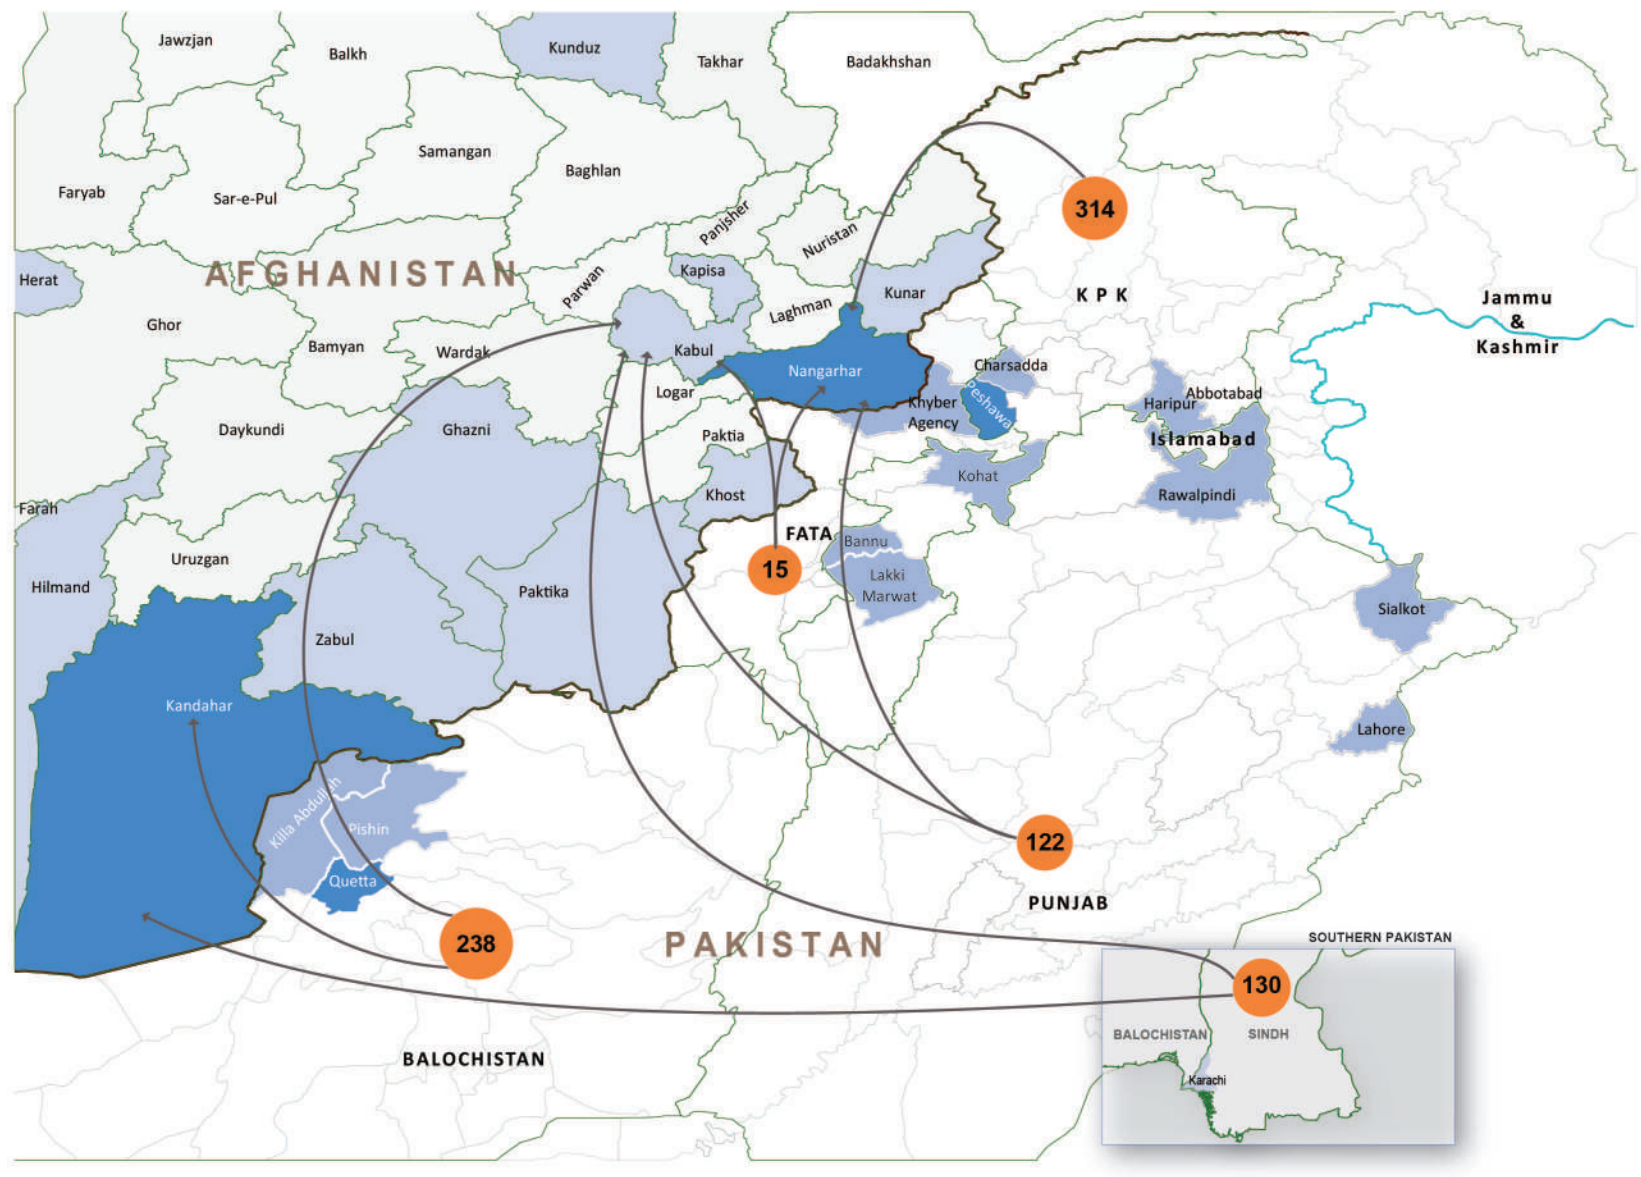 Jawzjan
Balkh
Kunduz
Takhar
Badakhshan
Faryab
Sar-e-Pul
Samangan
Baghlan
Panjsher
Nuristan
314
Herat
AFGHANISTAN
Parwan
Kapisa
Laghman
Kunar
KPK
Jammu
&
Kashmir
Ghor
Bamyan
Wardak
Kabul
Nangarhar
Charsadda
Logar
Khyber
Agency
Peshawa
Haripur
Abbotabad
Islamabad
Daykundi
Ghazni
Paktia
Khost
Kohat
Rawalpindi
Farah
Hilmand
Uruzgan
Paktika
FATA
15
Bannu
Lakki
Marwat
Sialkot
Zabul
Kandahar
Lahore
Killa Abdullah
Pishin
Quetta
122
PUNJAB
238
PAKISTAN
SOUTHERN PAKISTAN
130
BALOCHISTAN
SINDH
Karachi
BALOCHISTAN